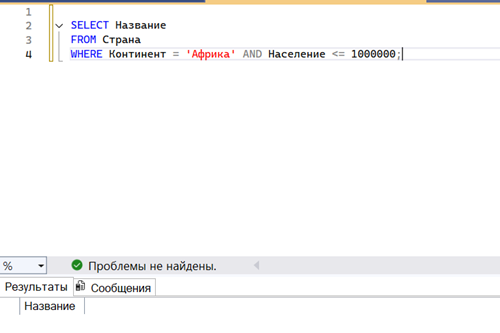 1
2 SELECT Название
3 FROM Страна
4 WHERE Континент = 'Африка' AND Население <= 1000000;
% Проблемы не найдены.
Результаты Сообщения
Название